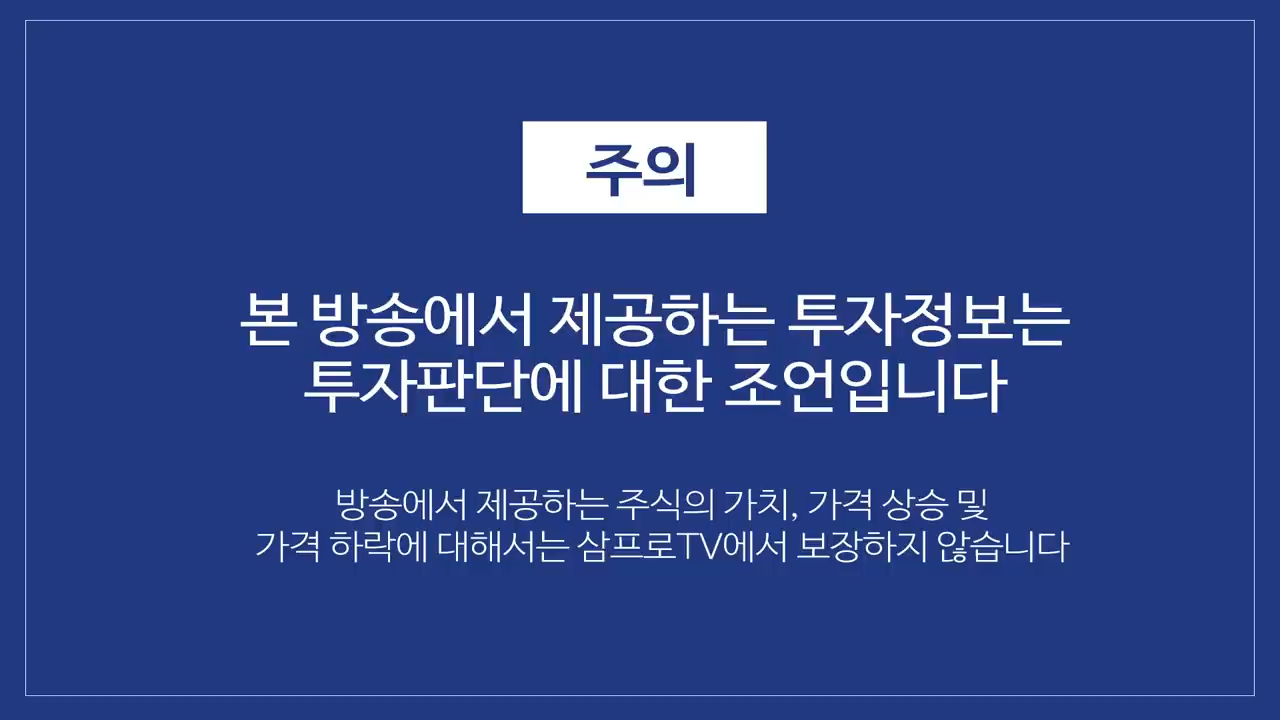 주의
본 방송에서 제공하는 투자정보는
투자판단에 대한 조언입니다
방송에서 제공하는 주식의 가치, 가격 상승 및
가격 하락에 대해서는 삼프로TV에서 보장하지 않습니다